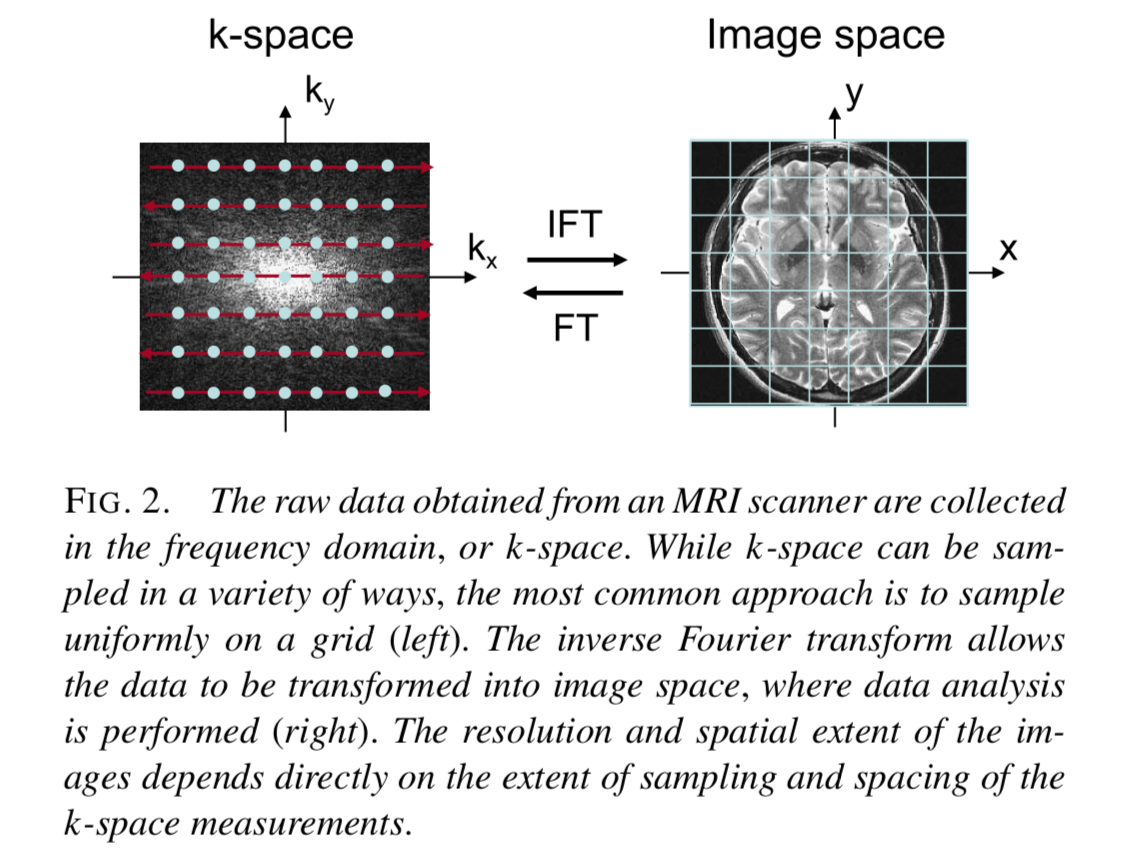 k-space
Image space
k_y
y
k_x
IFT
x
FT
FIG. 2. The raw data obtained from an MRI scanner are collected
in the frequency domain, or k-space. While k-space can be sam-
pled in a variety of ways, the most common approach is to sample
uniformly on a grid (left). The inverse Fourier transform allows
the data to be transformed into image space, where data analysis
is performed (right). The resolution and spatial extent of the im-
ages depends directly on the extent of sampling and spacing of the
k-space measurements.